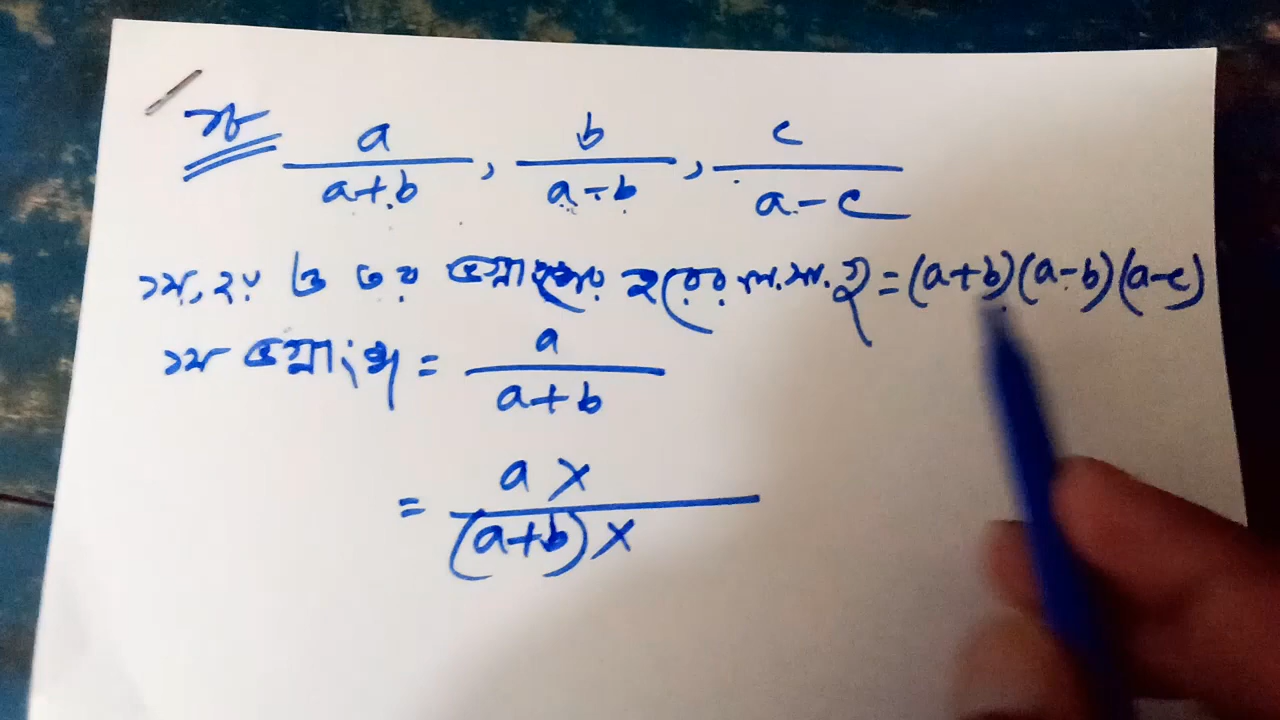 a/(a+b), b/(a-b), c/(a-c)
১ম, ২য় ও ৩য় ভগ্নাংশের হরের ল.সা.গু = (a+b)(a-b)(a-c)
১ম ভগ্নাংশ = a/(a+b)
= a×/(a+b)×